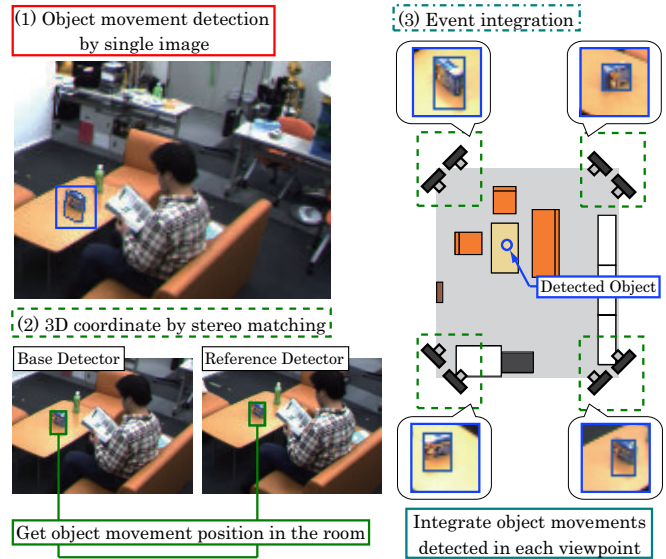 (1) Object movement detection
by single image
(2) 3D coordinate by stereo matching
Base Detector
Reference Detector
Get object movement position in the room
(3) Event integration
Detected Object
Integrate object movements
detected in each viewpoint